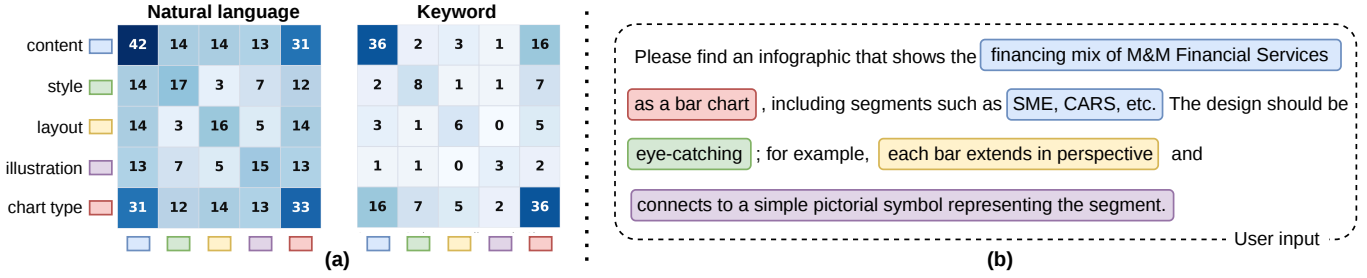 Natural language
Keyword
content
style
layout
illustration
chart type
42 14 14 13 31
14 17 3 7 12
14 3 16 5 14
13 7 5 15 13
31 12 14 13 33
36 2 3 1 16
2 8 1 1 7
3 1 6 0 5
1 1 0 3 2
16 7 5 2 36
(a)
Please find an infographic that shows the financing mix of M&M Financial Services
as a bar chart , including segments such as SME, CARS, etc. The design should be
eye-catching ; for example, each bar extends in perspective and
connects to a simple pictorial symbol representing the segment.
User input
(b)